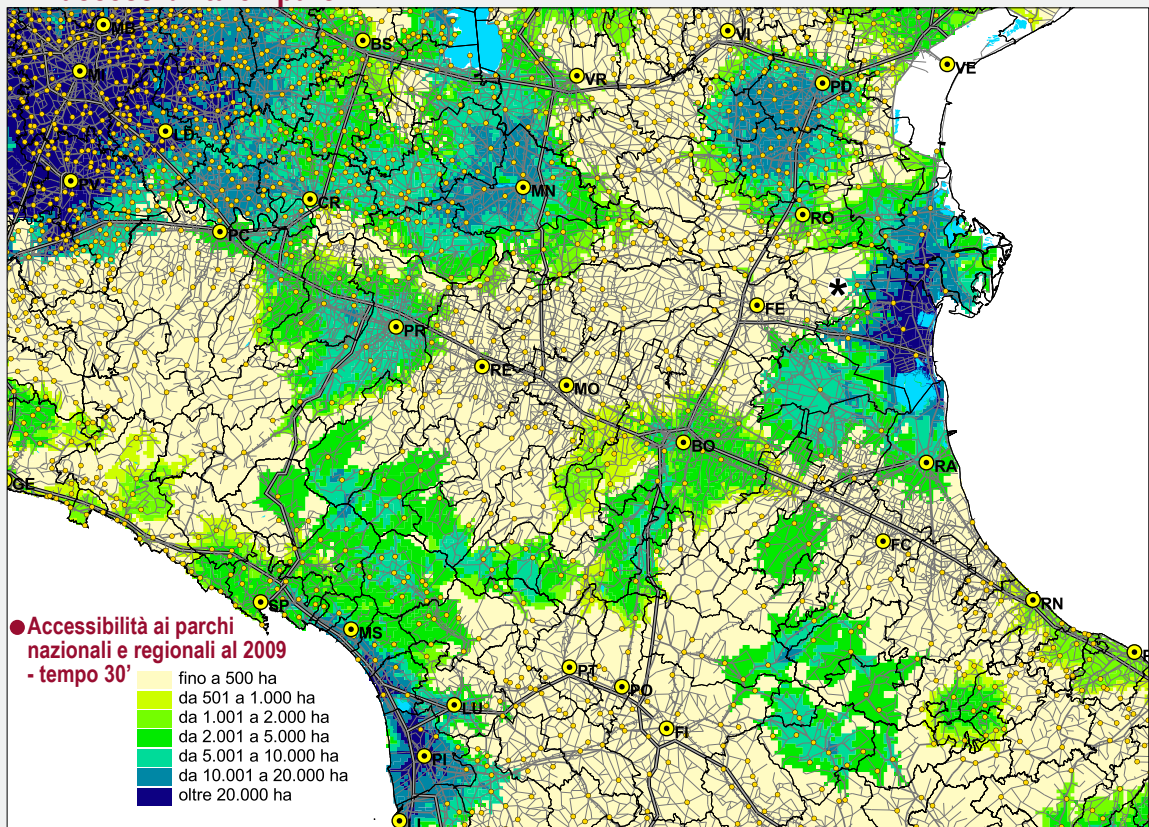 MB
BS
VI
MI
VR
VE
PD
LO
PV
MN
CR
RO
PC
*
FE
PR
RE
MO
BO
RA
GE
FC
RN
SP
MS
PT
PO
LU
FI
PI
● Accessibilità ai parchi
nazionali e regionali al 2009
- tempo 30'
fino a 500 ha
da 501 a 1.000 ha
da 1.001 a 2.000 ha
da 2.001 a 5.000 ha
da 5.001 a 10.000 ha
da 10.001 a 20.000 ha
oltre 20.000 ha